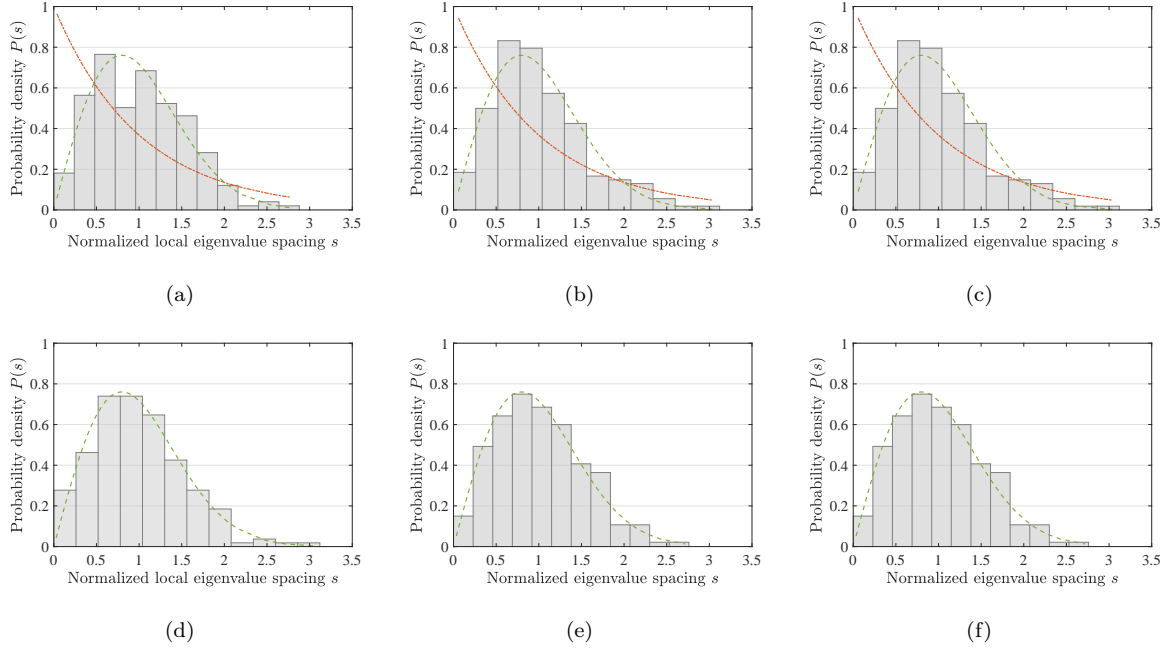 Probability density P(s)
1
0.8
0.6
0.4
0.2
0
0 0.5 1 1.5 2 2.5 3 3.5
Normalized local eigenvalue spacing s
(a)
Probability density P(s)
1
0.8
0.6
0.4
0.2
0
0 0.5 1 1.5 2 2.5 3 3.5
Normalized eigenvalue spacing s
(b)
Probability density P(s)
1
0.8
0.6
0.4
0.2
0
0 0.5 1 1.5 2 2.5 3 3.5
Normalized eigenvalue spacing s
(c)
Probability density P(s)
1
0.8
0.6
0.4
0.2
0
0 0.5 1 1.5 2 2.5 3 3.5
Normalized local eigenvalue spacing s
(d)
Probability density P(s)
1
0.8
0.6
0.4
0.2
0
0 0.5 1 1.5 2 2.5 3 3.5
Normalized eigenvalue spacing s
(e)
Probability density P(s)
1
0.8
0.6
0.4
0.2
0
0 0.5 1 1.5 2 2.5 3 3.5
Normalized eigenvalue spacing s
(f)